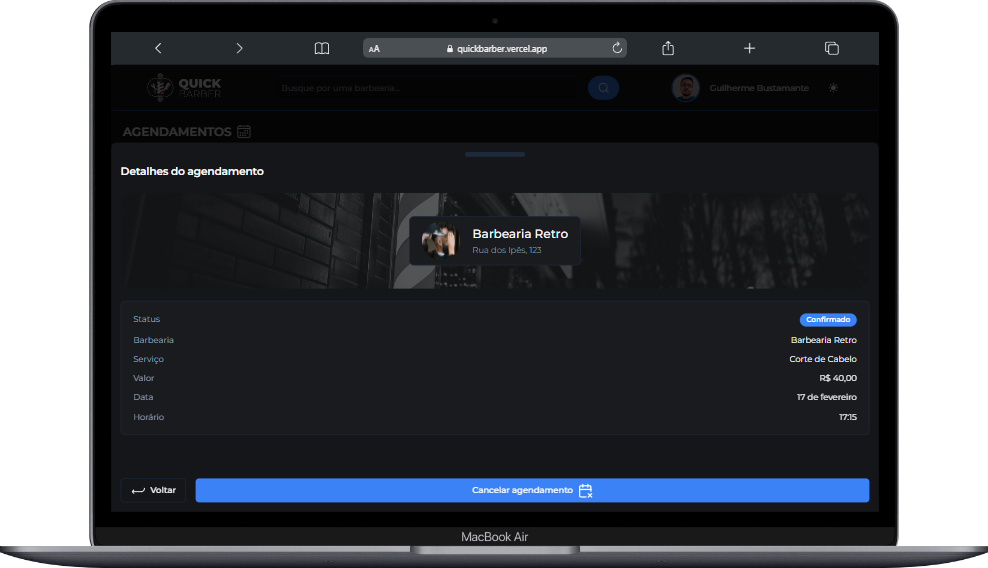 AA quickbarber.vercel.app
QUICK
BARBER
Busque por uma barbearia...
Guilherme Bustamante
AGENDAMENTOS
Detalhes do agendamento
Barbearia Retro
Rua dos Ipês, 123
Status Confirmado
Barbearia Barbearia Retro
Serviço Corte de Cabelo
Valor R$ 40,00
Data 17 de fevereiro
Horário 17:15
Voltar Cancelar agendamento
MacBook Air